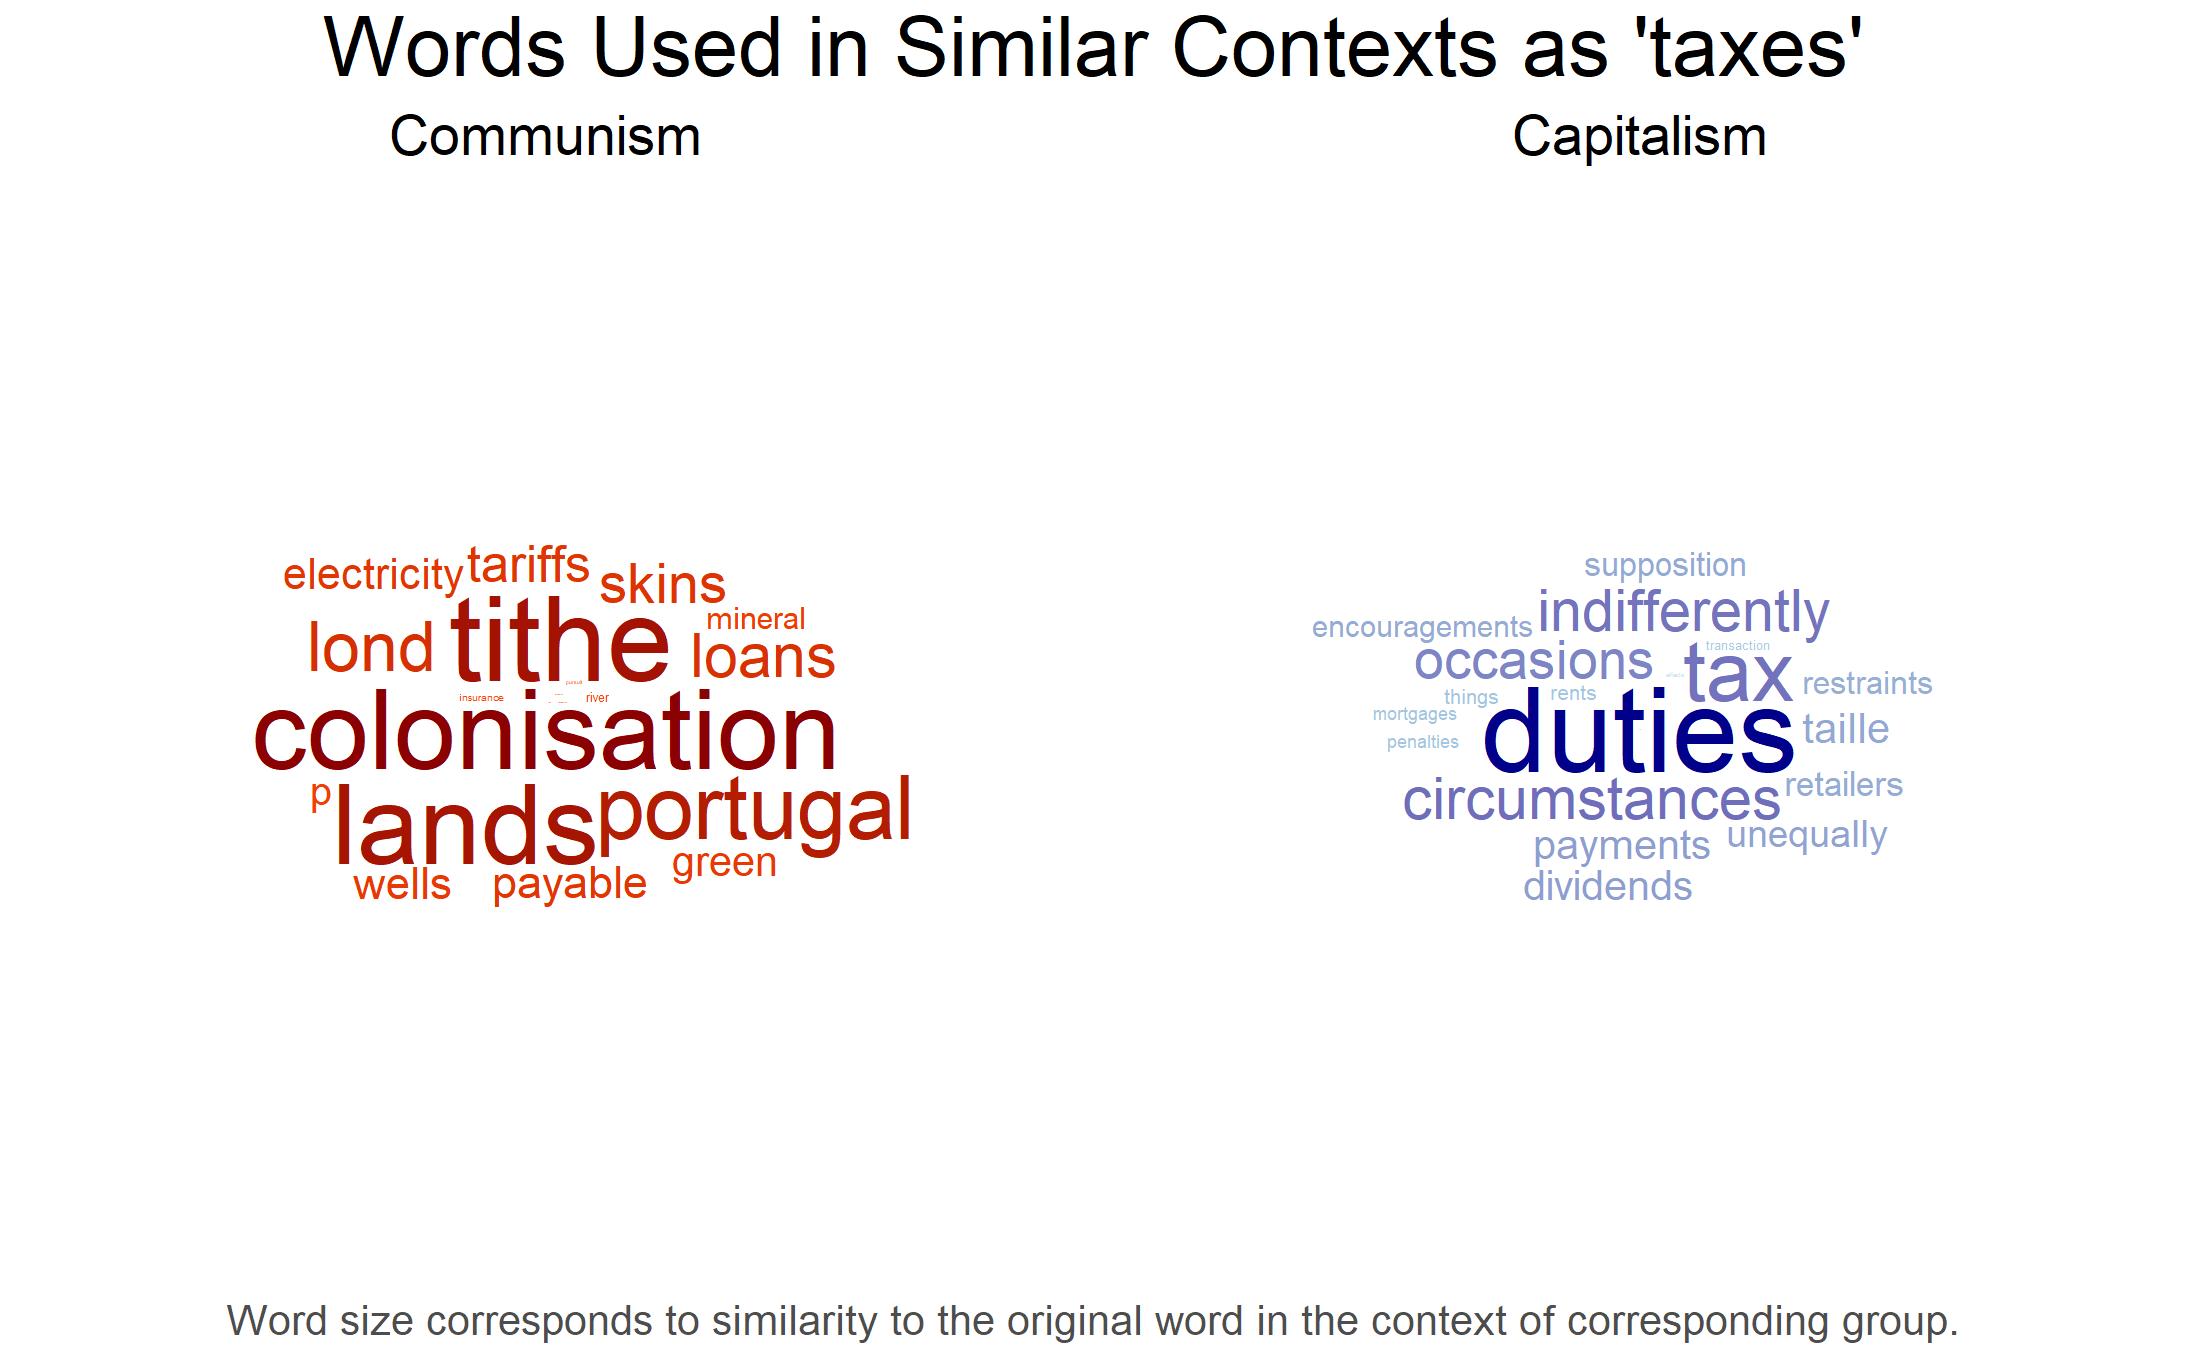 Words Used in Similar Contexts as 'taxes'
Communism
Capitalism
electricity
tariffs
skins
mineral
lond
tithe
loans
insurance
river
colonisation
p
lands
portugal
green
wells
payable
supposition
encouragements
indifferently
occasions
transaction
tax
restraints
things
rents
mortgages
duties
taille
penalties
circumstances
retailers
payments
unequally
dividends
Word size corresponds to similarity to the original word in the context of corresponding group.